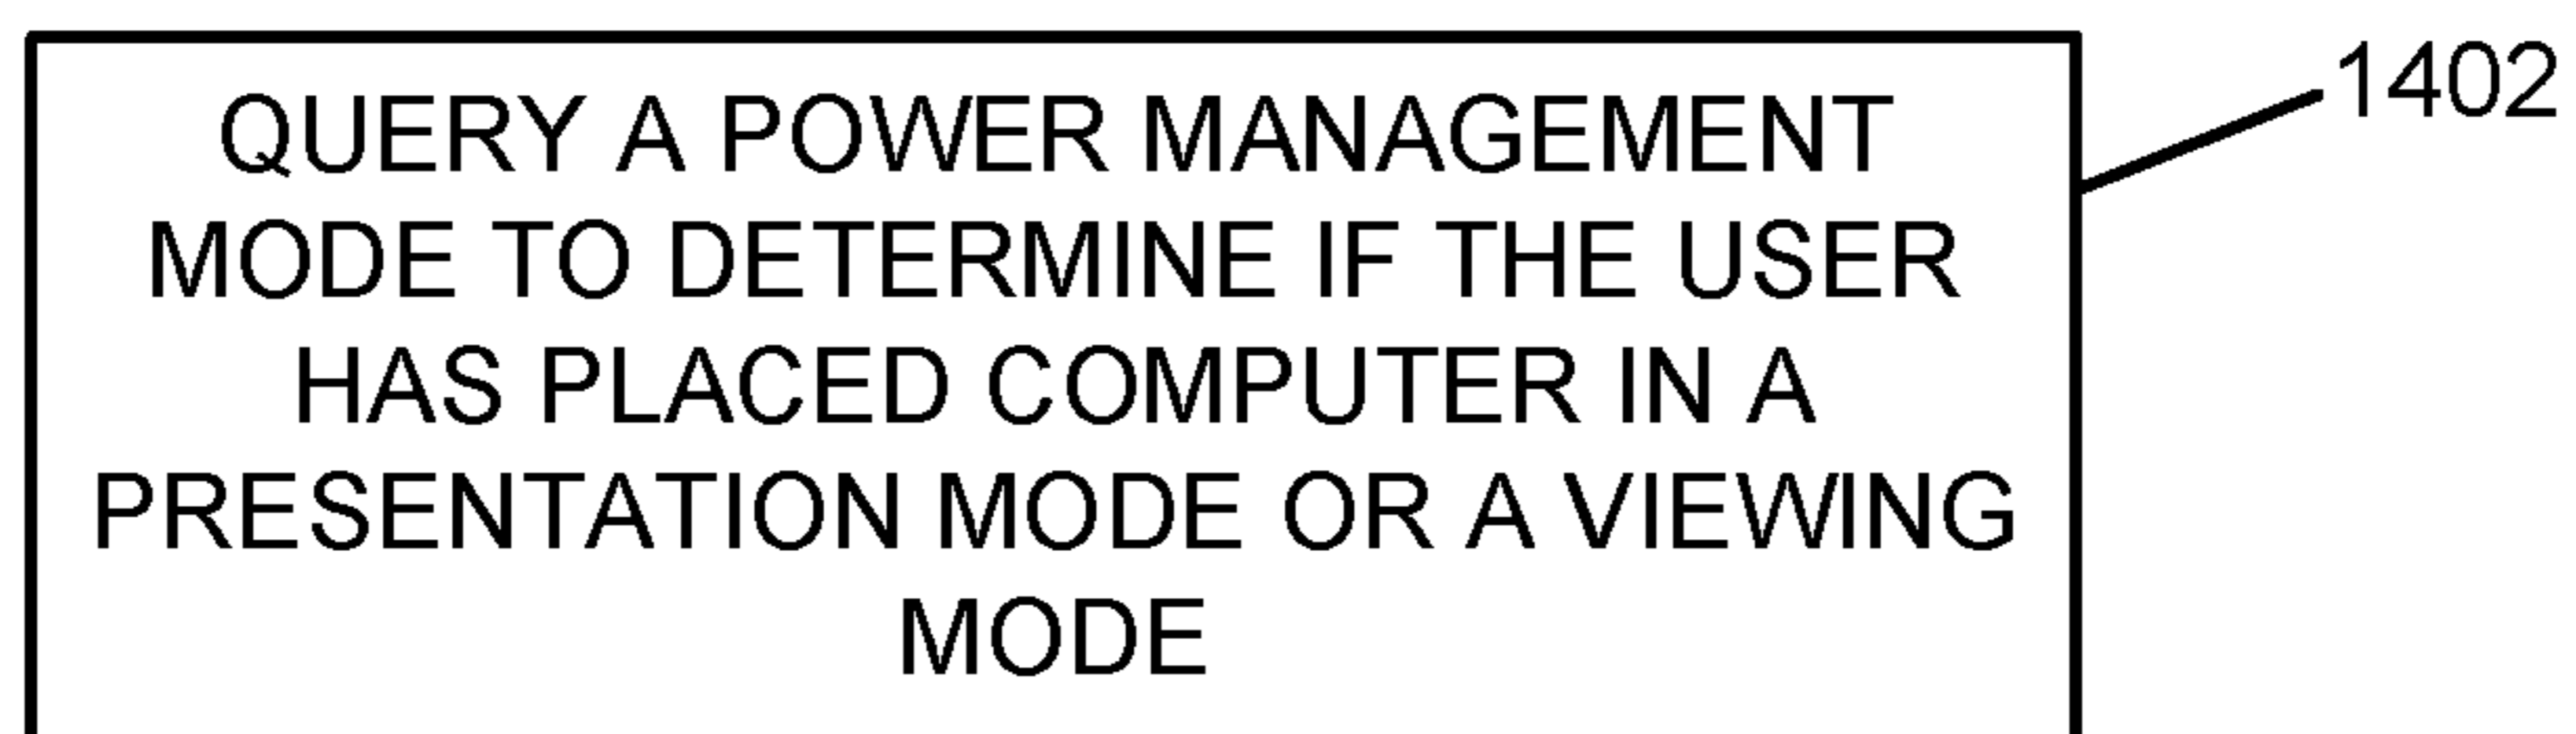 QUERY A POWER MANAGEMENT
MODE TO DETERMINE IF THE USER
HAS PLACED COMPUTER IN A
PRESENTATION MODE OR A VIEWING
MODE
1402